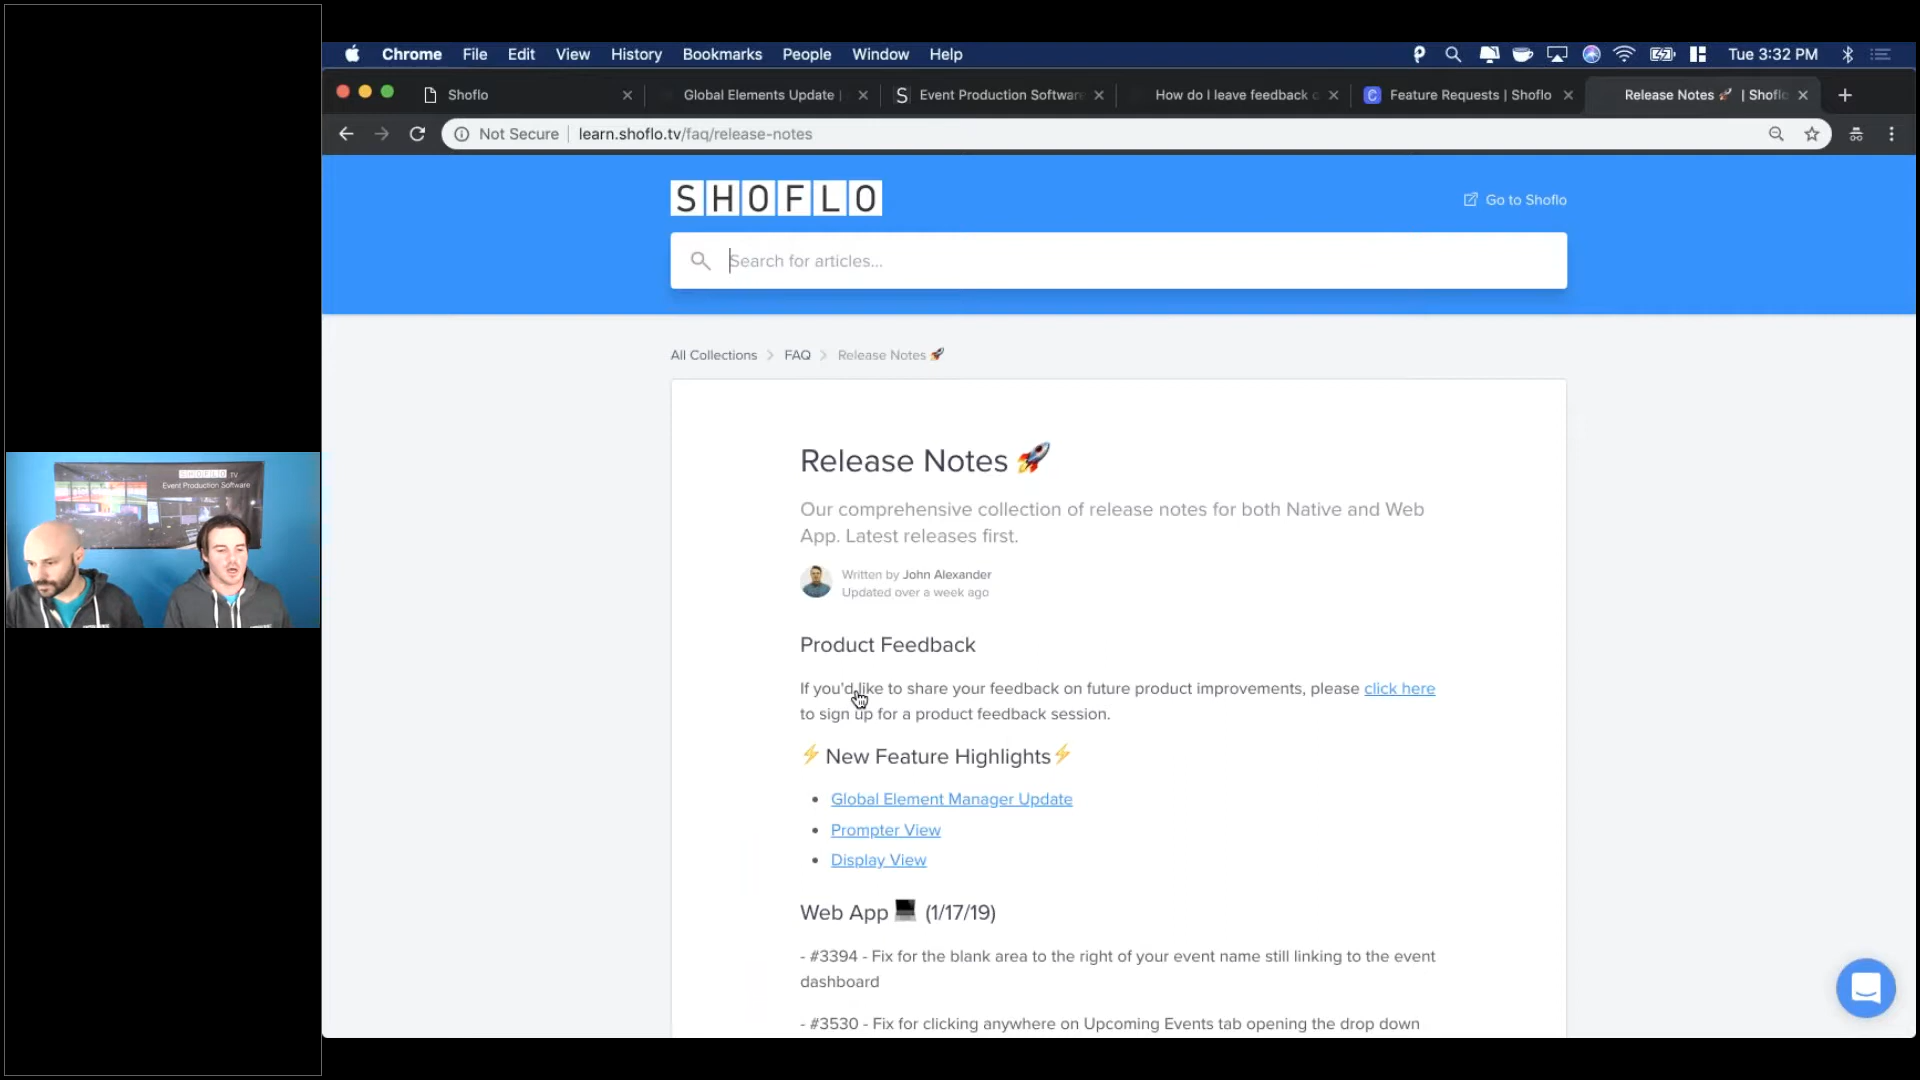 Chrome File Edit View History Bookmarks People Window Help Tue 3:32 PM
Shoflo Global Elements Update Event Production Software How do I leave feedback Feature Requests | Shoflo Release Notes 🚀 | Shoflo
Not Secure learn.shoflo.tv/faq/release-notes
SHOFLO
Go to Shoflo
Search for articles...
All Collections > FAQ > Release Notes 🚀
Release Notes 🚀
Our comprehensive collection of release notes for both Native and Web
App. Latest releases first.
Written by John Alexander
Updated over a week ago
Product Feedback
If you'd like to share your feedback on future product improvements, please click here
to sign up for a product feedback session.
⚡ New Feature Highlights⚡
• Global Element Manager Update
• Prompter View
• Display View
Web App 💻 (1/17/19)
- #3394 - Fix for the blank area to the right of your event name still linking to the event
dashboard
- #3530 - Fix for clicking anywhere on Upcoming Events tab opening the drop down
SHOFLO TV
Event Production Software